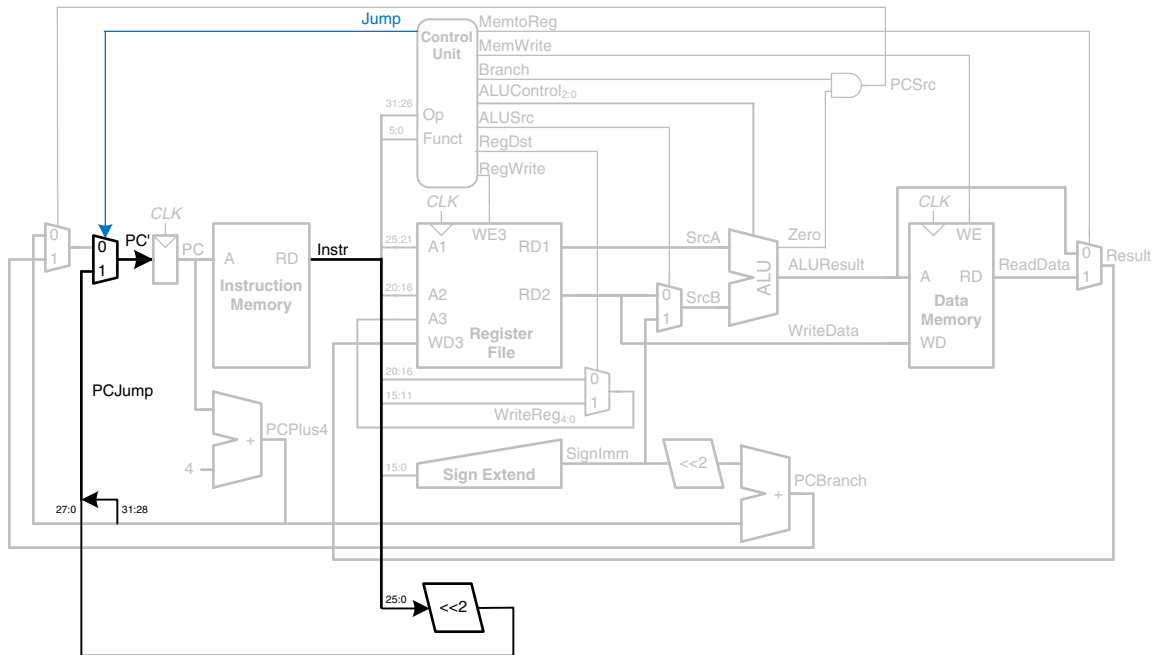 Jump
MemtoReg
Control
Unit
MemWrite
Branch
PCSrc
ALUControl2:0
31:26
Op
ALUSrc
5:0
Funct
RegDst
RegWrite
CLK
CLK
CLK
0
1
0
1
PC'
PC
A
RD
Instruction
Memory
Instr
25:21
A1
WE3
RD1
SrcA
Zero
WE
0
1
Result
20:16
A2
RD2
0
1
SrcB
ALU
ALUResult
A
RD
ReadData
Data
Memory
A3
Register
File
WD3
WriteData
WD
PCJump
20:16
0
15:11
1
WriteReg4:0
PCPlus4
+
4
15:0
Sign Extend
SignImm
<<2
PCBranch
+
27:0
31:28
25:0
<<2